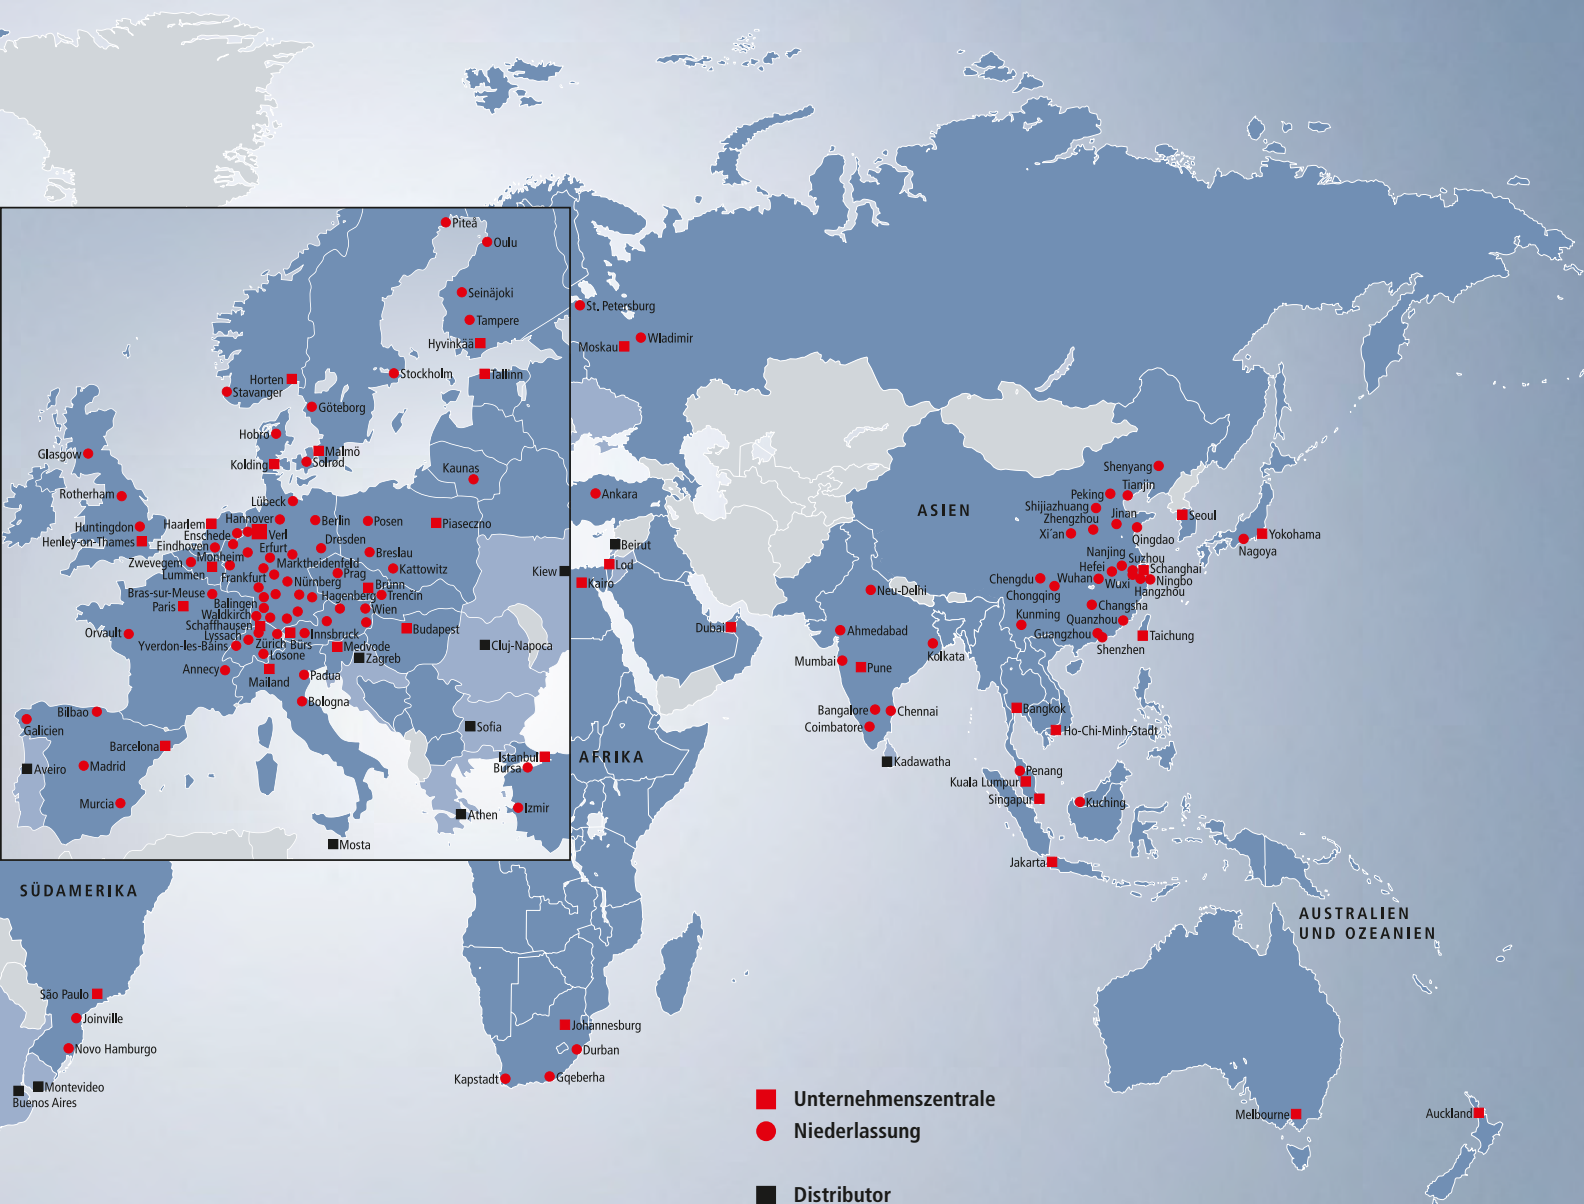 Piteå
Oulu
Seinäjoki
Tampere
Hyvinkää
St. Petersburg
Wladimir
Moskau
Horten
Stavanger
Stockholm
Tallinn
Göteborg
Hobro
Malmö
Kolding
Solrød
Glasgow
Kaunas
Rotherham
Lübeck
Huntingdon
Haarlem
Hannover
Berlin
Posen
Piaseczno
Henley-on-Thames
Enschede
Verl
Eindhoven
Erfurt
Dresden
Breslau
Zwevegem
Monheim
Marktheidenfeld
Kattowitz
Lummen
Frankfurt
Nürnberg
Prag
Brünn
Bras-sur-Meuse
Balingen
Hagenberg
Trencin
Paris
Waldkirch
Wien
Schaffhausen
Orvault
Lyssach
Innsbruck
Budapest
Yverdon-les-Bains
Zürich
Bürs
Medvode
Cluj-Napoca
Losone
Zagreb
Annecy
Mailand
Padua
Bologna
Bilbao
Galicien
Sofia
Barcelona
Istanbul
Aveiro
Madrid
Bursa
Murcia
Izmir
Athen
Mosta
Ankara
Beirut
Kiew
Lod
Kairo
Dubai
AFRIKA
ASIEN
Shenyang
Peking
Tianjin
Shijiazhuang
Zhengzhou
Jinan
Seoul
Xi´an
Qingdao
Yokohama
Nagoya
Nanjing
Suzhou
Hefei
Schanghai
Chengdu
Wuhan
Wuxi
Ningbo
Chongqing
Hangzhou
Neu-Delhi
Kunming
Changsha
Quanzhou
Ahmedabad
Guangzhou
Taichung
Kolkata
Shenzhen
Mumbai
Pune
Bangalore
Chennai
Bangkok
Coimbatore
Ho-Chi-Minh-Stadt
Kadawatha
Penang
Kuala Lumpur
Singapur
Kuching
Jakarta
SÜDAMERIKA
AUSTRALIEN
UND OZEANIEN
São Paulo
Joinville
Novo Hamburgo
Montevideo
Buenos Aires
Johannesburg
Durban
Kapstadt
Gqeberha
Melbourne
Auckland
Unternehmenszentrale
Niederlassung
Distributor